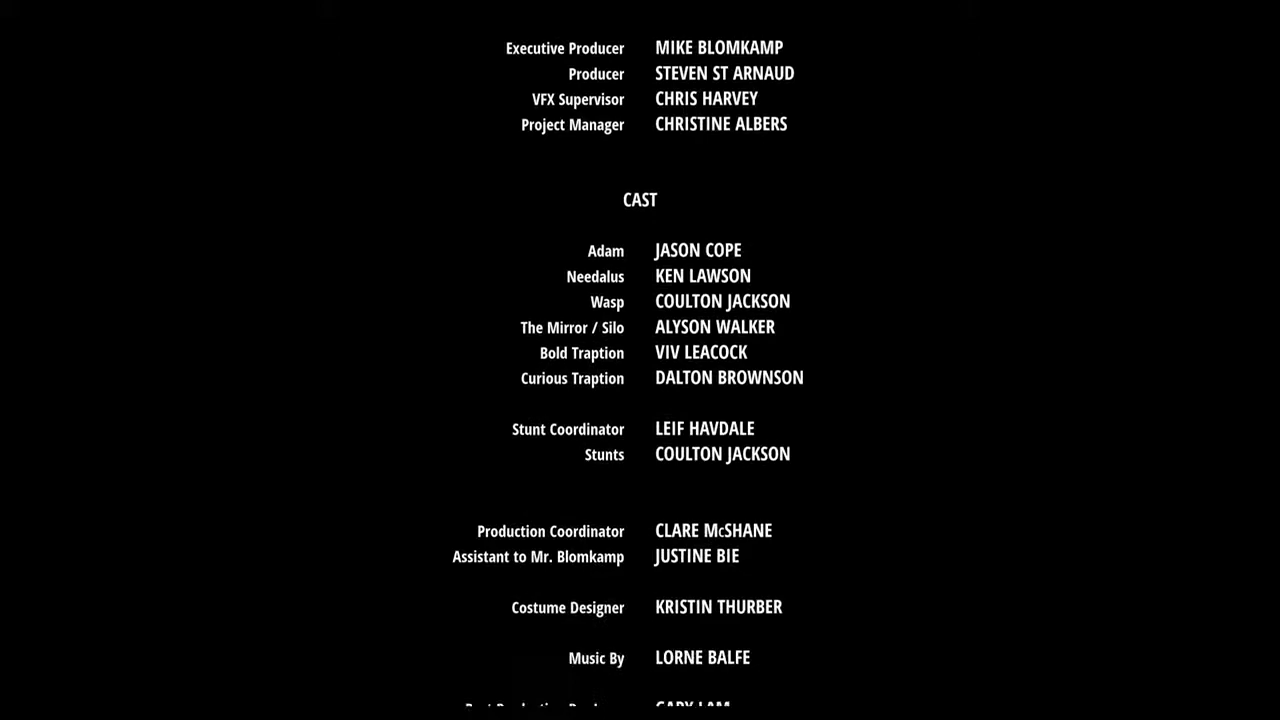 Executive Producer MIKE BLOMKAMP
Producer STEVEN ST ARNAUD
VFX Supervisor CHRIS HARVEY
Project Manager CHRISTINE ALBERS
CAST
Adam JASON COPE
Needalus KEN LAWSON
Wasp COULTON JACKSON
The Mirror / Silo ALYSON WALKER
Bold Traption VIV LEACOCK
Curious Traption DALTON BROWNSON
Stunt Coordinator LEIF HAVDALE
Stunts COULTON JACKSON
Production Coordinator CLARE McSHANE
Assistant to Mr. Blomkamp JUSTINE BIE
Costume Designer KRISTIN THURBER
Music By LORNE BALFE